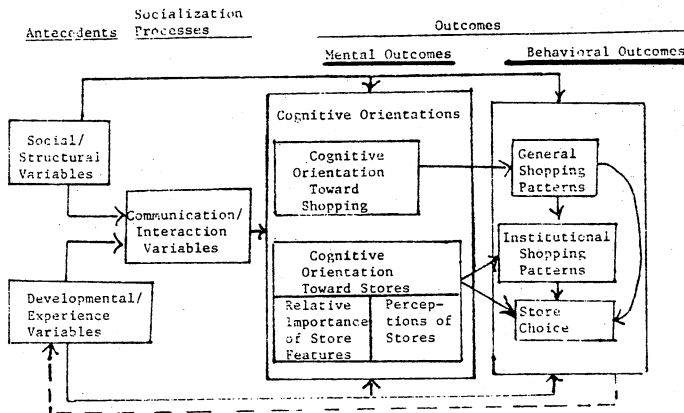 Antecedents
Socialization
Processes
Outcomes
Mental Outcomes
Behavioral Outcomes
Social/
Structural
Variables
Developmental/
Experience
Variables
Communication/
Interaction
Variables
Cognitive Orientations
Cognitive
Orientation
Toward
Shopping
Cognitive
Orientation
Toward Stores
Relative
Importance
of Store
Features
Percep-
tions of
Stores
General
Shopping
Patterns
Institutional
Shopping
Patterns
Store
Choice